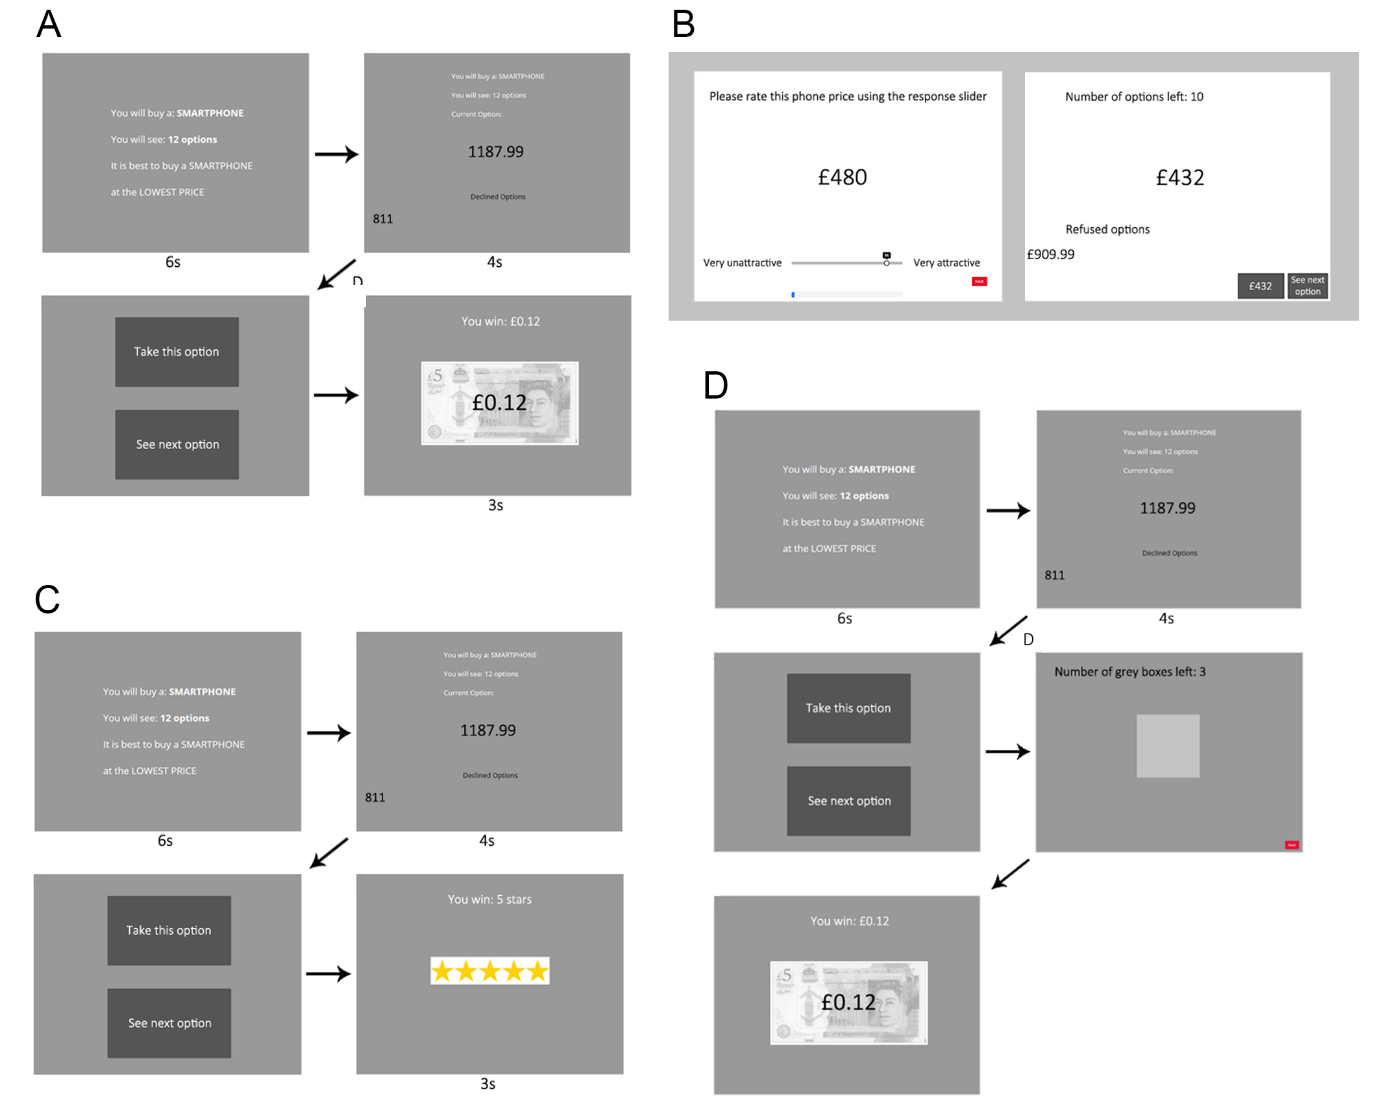 A
You will buy a: SMARTPHONE
You will see: 12 options
It is best to buy a SMARTPHONE
at the LOWEST PRICE
6s
You will buy a: SMARTPHONE
You will see: 12 options
Current Option:
1187.99
Declined Options
811
4s
D
Take this option
See next option
You win: £0.12
£5
£0.12
3s
B
Please rate this phone price using the response slider
£480
Very unattractive
Very attractive
Number of options left: 10
£432
Refused options
£909.99
£432
See next
option
C
You will buy a: SMARTPHONE
You will see: 12 options
It is best to buy a SMARTPHONE
at the LOWEST PRICE
6s
You will buy a: SMARTPHONE
You will see: 12 options
Current Option:
1187.99
Declined Options
811
4s
Take this option
See next option
You win: 5 stars
3s
D
You will buy a: SMARTPHONE
You will see: 12 options
It is best to buy a SMARTPHONE
at the LOWEST PRICE
6s
You will buy a: SMARTPHONE
You will see: 12 options
Current Option:
1187.99
Declined Options
811
4s
D
Take this option
See next option
Number of grey boxes left: 3
You win: £0.12
£5
£0.12